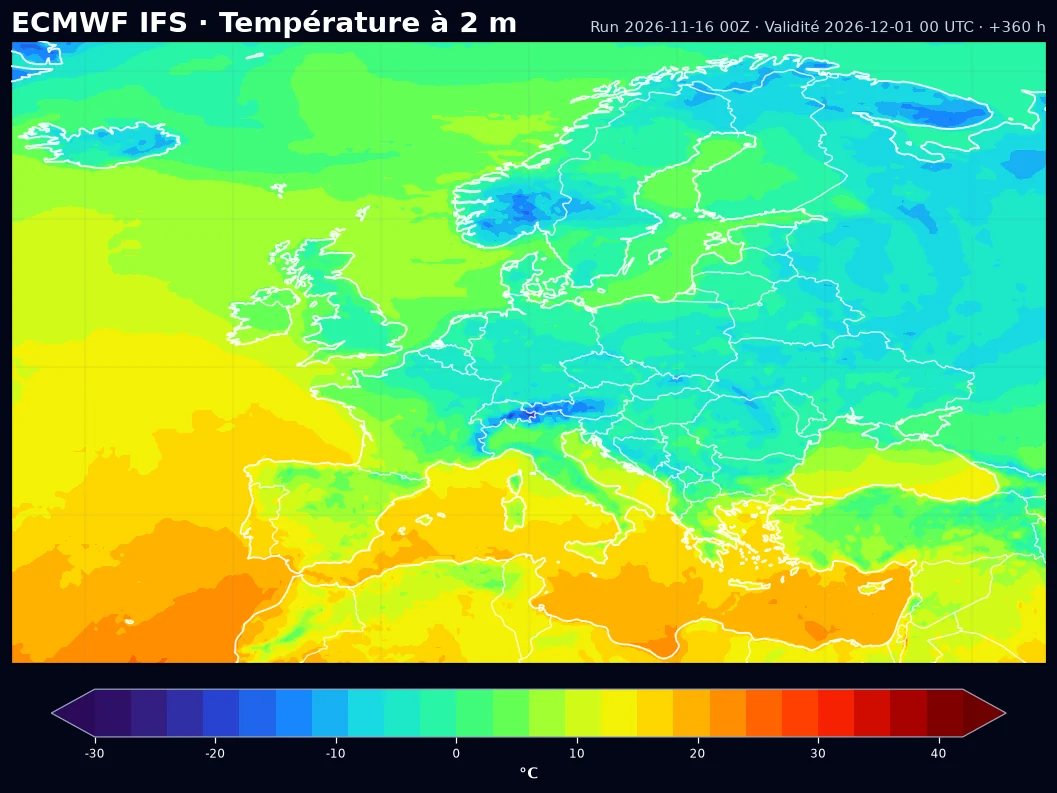 ECMWF IFS · Température à 2 m
Run 2026-11-16 00Z · Validité 2026-12-01 00 UTC · +360 h
-30 -20 -10 0 10 20 30 40
°C